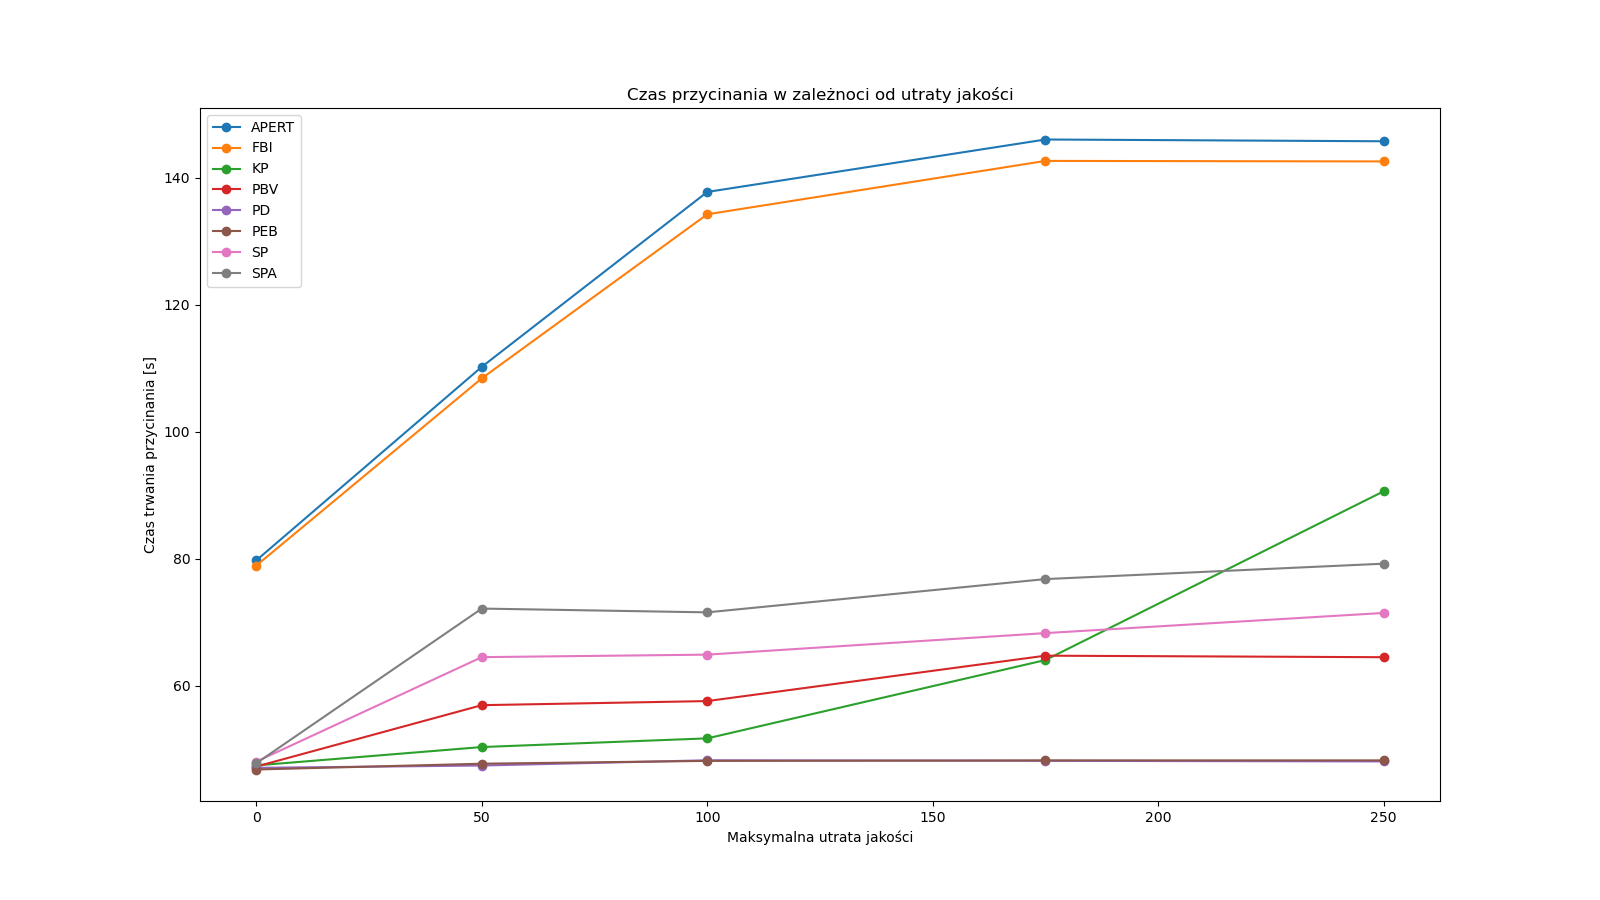 Czas przycinania w zależnoci od utraty jakości
APERT
FBI
KP
PBV
PD
PEB
SP
SPA
Czas trwania przycinania [s]
140
120
100
80
60
0 50 100 150 200 250
Maksymalna utrata jakości